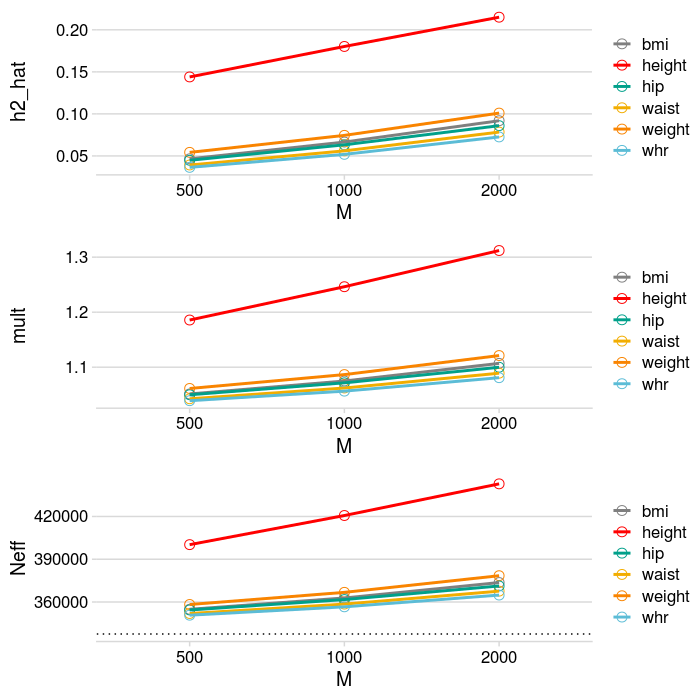 h2_hat
0.20
0.15
0.10
0.05
500 1000 2000
M
bmi
height
hip
waist
weight
whr
mult
1.3
1.2
1.1
500 1000 2000
M
bmi
height
hip
waist
weight
whr
Neff
420000
390000
360000
500 1000 2000
M
bmi
height
hip
waist
weight
whr